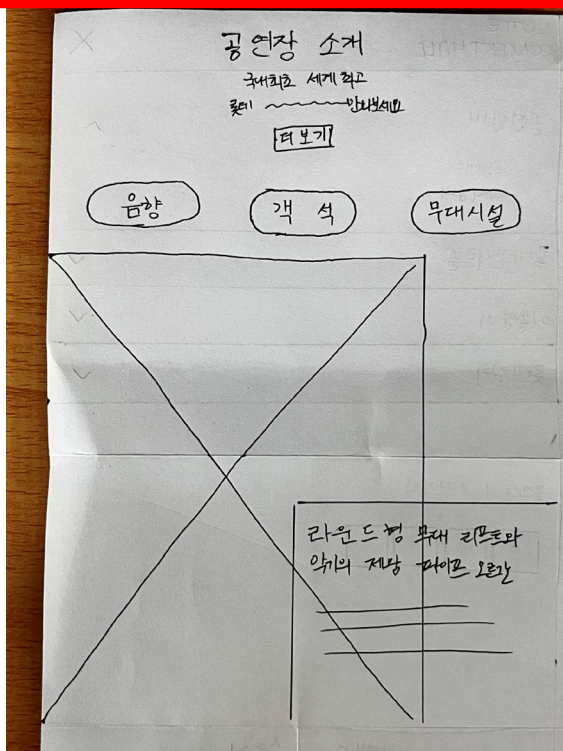 공연장 소개
국내최초 세계 최고
롯데 만나보세요
더보기
음향
객 석
무대시설
라운드형 무대 리프트와
악기의 제왕 파이프 오르간